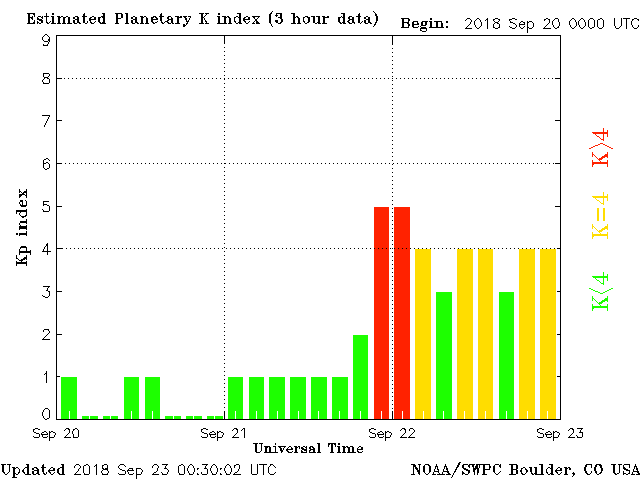 Estimated Planetary K index (3 hour data)
Begin: 2018 Sep 20 0000 UTC
9
8
7
6
5
4
3
2
1
0
Kp index
K>4
K=4
K<4
Sep 20
Sep 21
Sep 22
Sep 23
Universal Time
Updated 2018 Sep 23 00:30:02 UTC
NOAA/SWPC Boulder, CO USA